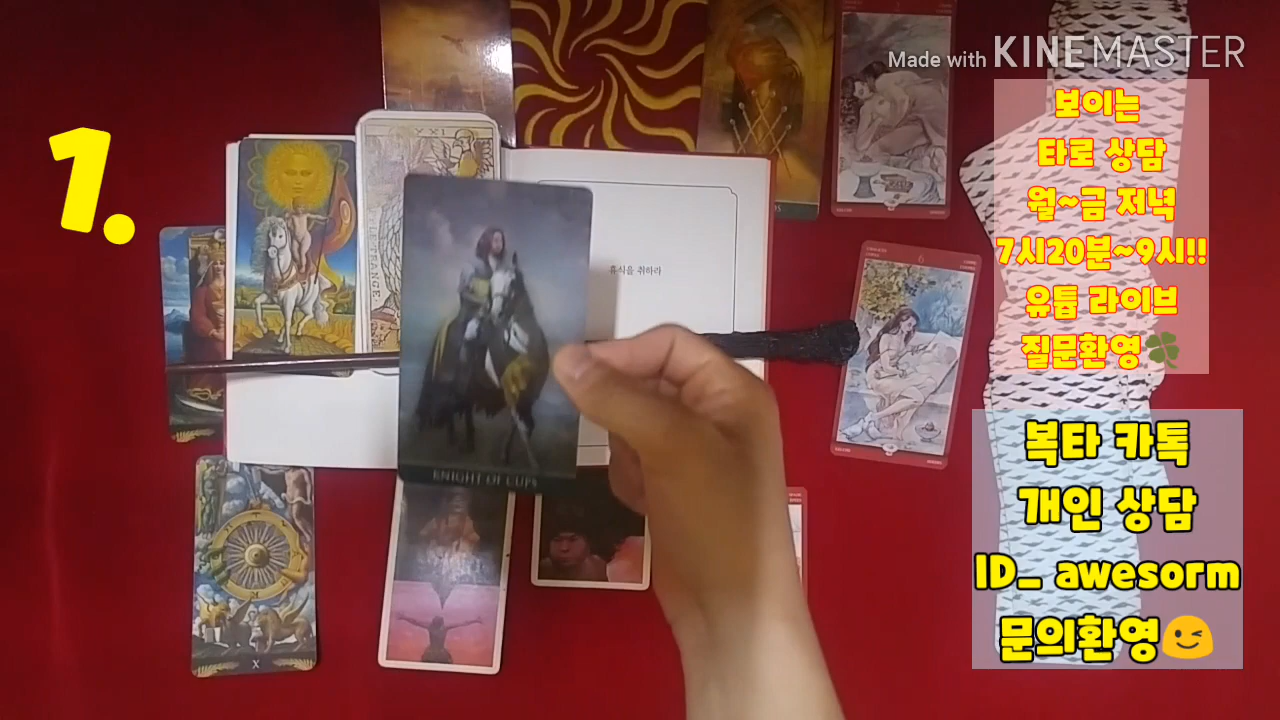 Made with KINEMASTER
1.
보이는
타로 상담
월~금 저녁
7시20분~9시!!
유튭 라이브
질문환영🍀
복타 카톡
개인 상담
ID_ awesorm
문의환영😉
휴식을 취하라
XXI
KNIGHT OF CUPS
6
X